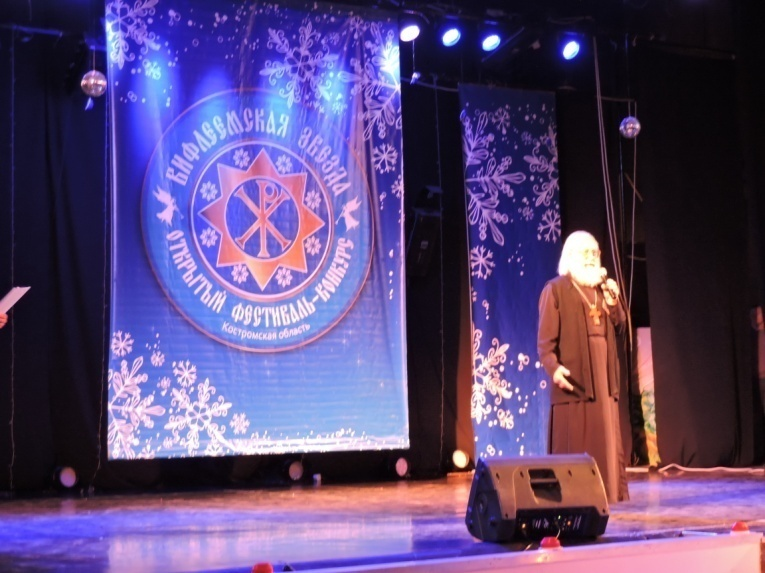 ВИФЛЕЕМСКАЯ ЗВЕЗДА
ОТКРЫТЫЙ ФЕСТИВАЛЬ-КОНКУРС
Костромская область